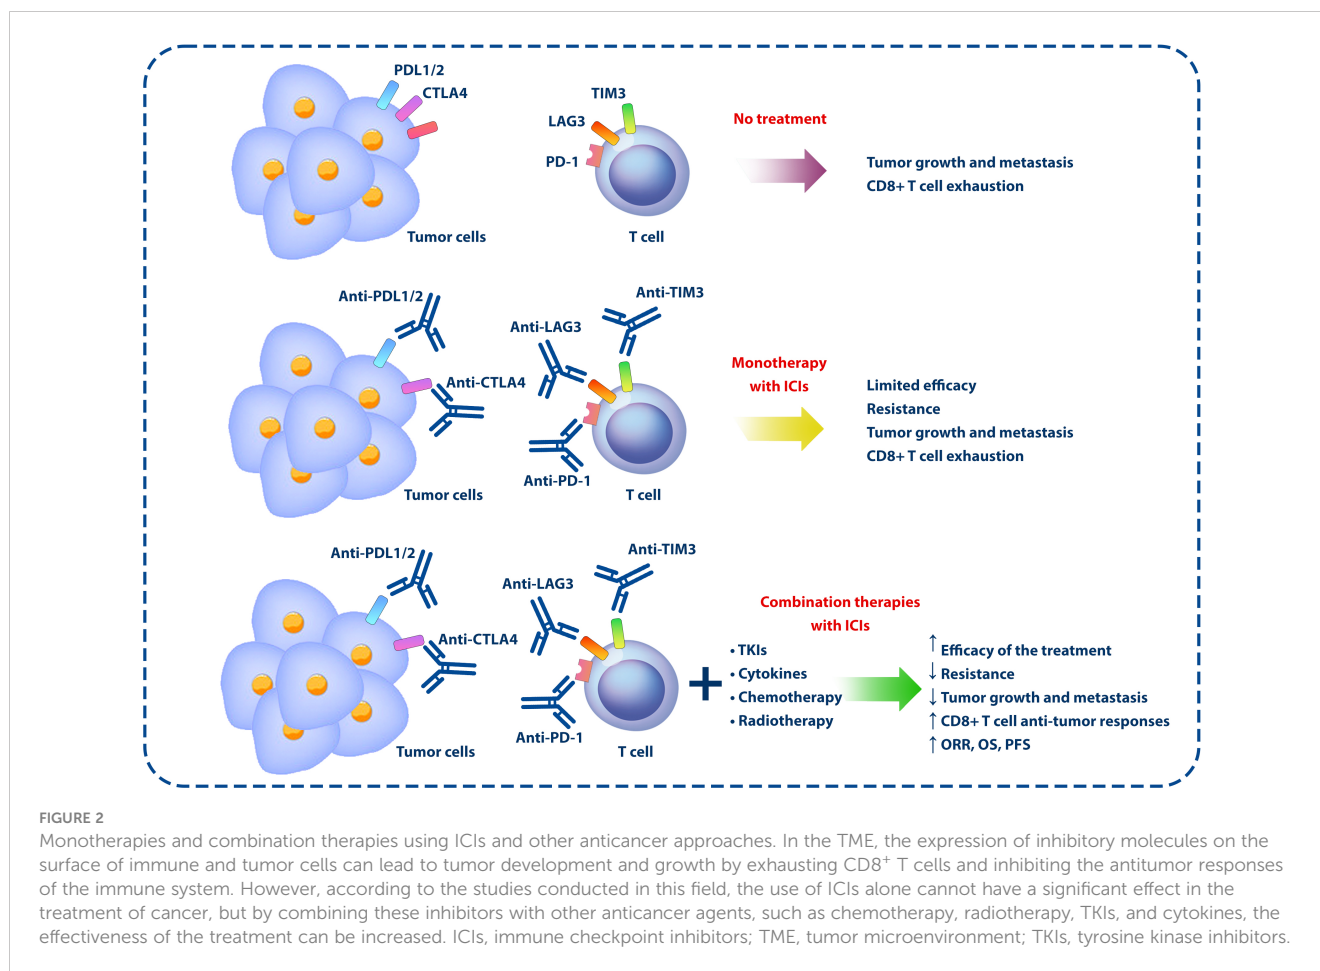 PDL1/2
CTLA4
TIM3
LAG3
PD-1
Tumor cells
T cell
No treatment
Tumor growth and metastasis
CD8+ T cell exhaustion
Anti-PDL1/2
Anti-CTLA4
Anti-TIM3
Anti-LAG3
Anti-PD-1
Tumor cells
T cell
Monotherapy
with ICIs
Limited efficacy
Resistance
Tumor growth and metastasis
CD8+ T cell exhaustion
Anti-PDL1/2
Anti-CTLA4
Anti-TIM3
Anti-LAG3
Anti-PD-1
Tumor cells
T cell
+
Combination therapies
with ICIs
• TKIs
• Cytokines
• Chemotherapy
• Radiotherapy
↑ Efficacy of the treatment
↓ Resistance
↓ Tumor growth and metastasis
↑ CD8+ T cell anti-tumor responses
↑ ORR, OS, PFS
FIGURE 2
Monotherapies and combination therapies using ICIs and other anticancer approaches. In the TME, the expression of inhibitory molecules on the
surface of immune and tumor cells can lead to tumor development and growth by exhausting CD8⁺ T cells and inhibiting the antitumor responses
of the immune system. However, according to the studies conducted in this field, the use of ICIs alone cannot have a significant effect in the
treatment of cancer, but by combining these inhibitors with other anticancer agents, such as chemotherapy, radiotherapy, TKIs, and cytokines, the
effectiveness of the treatment can be increased. ICIs, immune checkpoint inhibitors; TME, tumor microenvironment; TKIs, tyrosine kinase inhibitors.